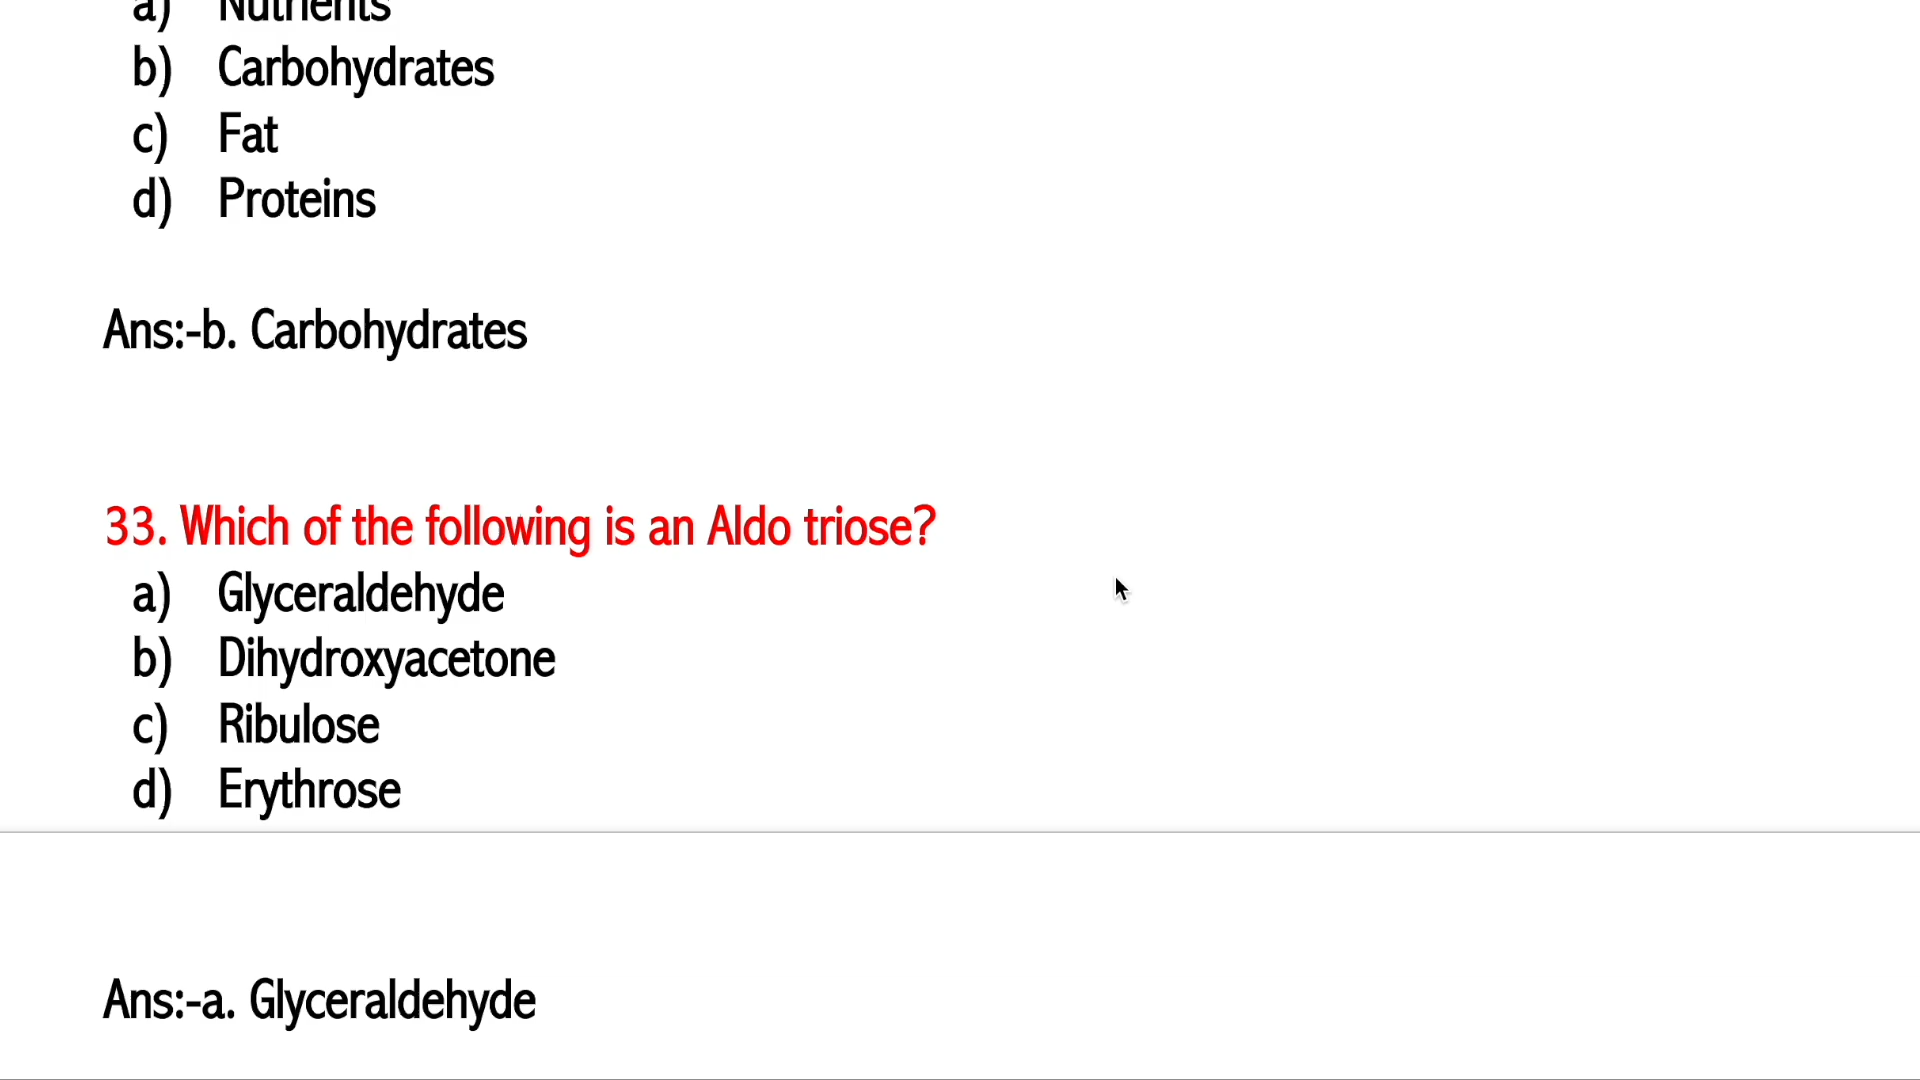 a) Nutrients
b) Carbohydrates
c) Fat
d) Proteins
Ans:-b. Carbohydrates
33. Which of the following is an Aldo triose?
a) Glyceraldehyde
b) Dihydroxyacetone
c) Ribulose
d) Erythrose
Ans:-a. Glyceraldehyde